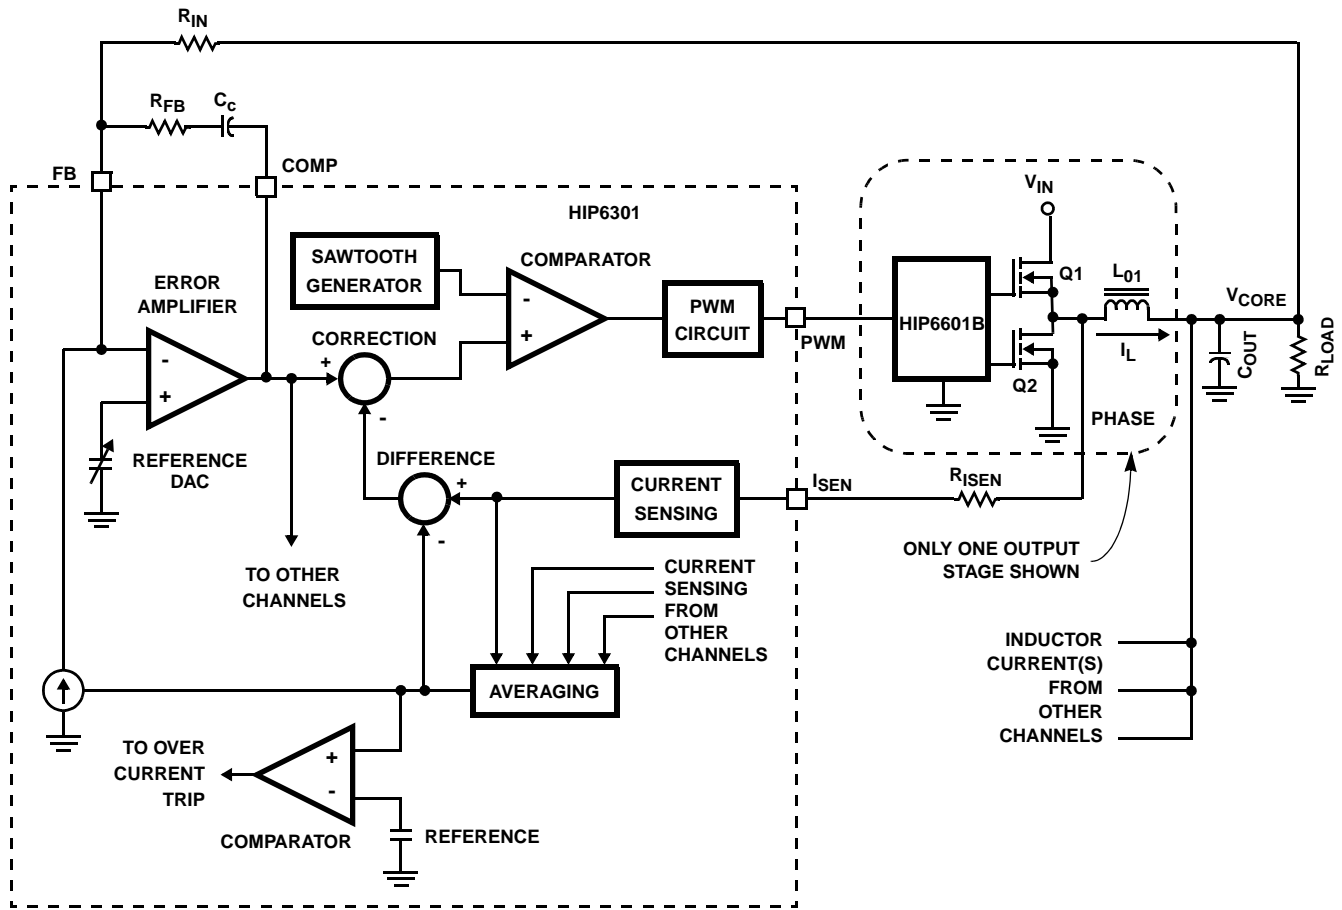 RIN
RFB
Cc
FB
COMP
HIP6301
VIN
SAWTOOTH
GENERATOR
COMPARATOR
ERROR
AMPLIFIER
-
+
PWM
CIRCUIT
PWM
HIP6601B
Q1
Q2
L01
IL
VCORE
COUT
RLOAD
PHASE
CORRECTION
+
-
-
+
REFERENCE
DAC
DIFFERENCE
+
-
CURRENT
SENSING
ISEN
RISEN
ONLY ONE OUTPUT
STAGE SHOWN
TO OTHER
CHANNELS
CURRENT
SENSING
FROM
OTHER
CHANNELS
AVERAGING
INDUCTOR
CURRENT(S)
FROM
OTHER
CHANNELS
TO OVER
CURRENT
TRIP
+
-
COMPARATOR
REFERENCE